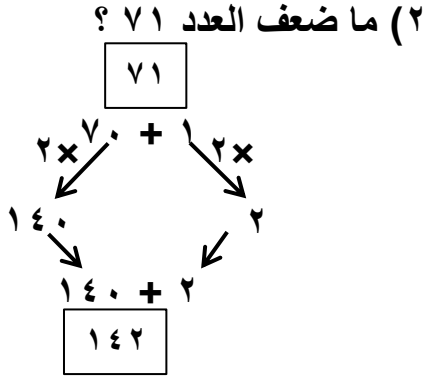 ٢) ما ضعف العدد ٧١ ؟
٧١
٧٠ + ١
٢× ٢×
١٤٠ ٢
١٤٠ + ٢
١٤٢